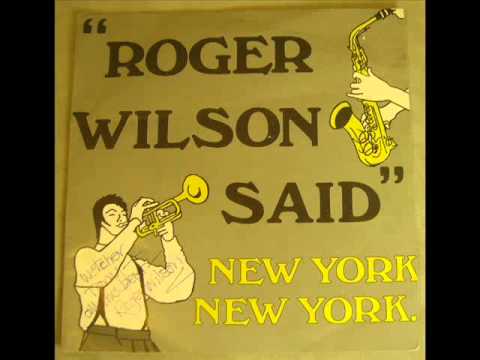 "ROGER
WILSON
SAID"
NEW YORK
NEW YORK.